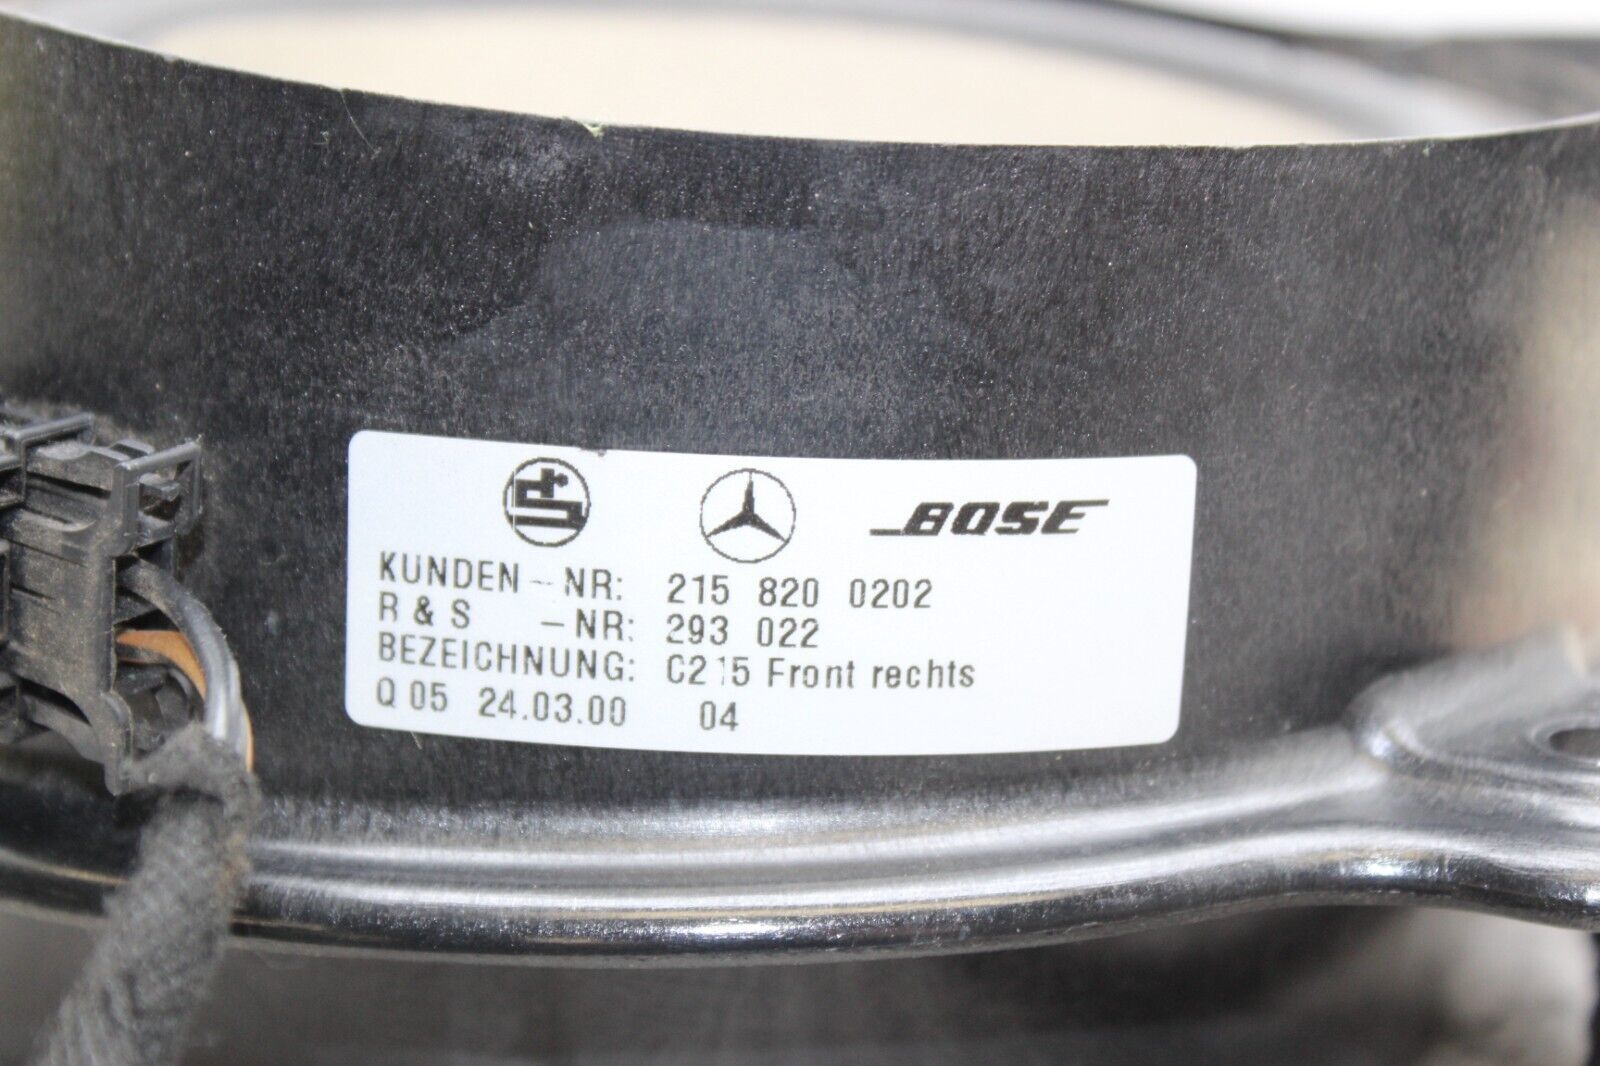 BOSE
KUNDEN-NR: 215 820 0202
R & S -NR: 293 022
BEZEICHNUNG: C215 Front rechts
Q 05 24.03.00 04